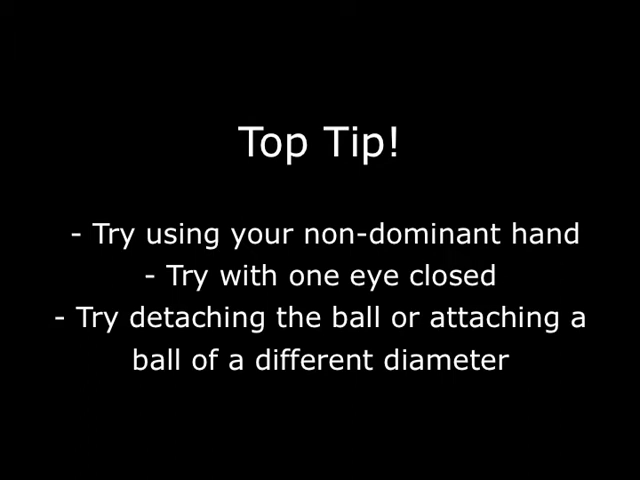 Top Tip!
- Try using your non-dominant hand
- Try with one eye closed
- Try detaching the ball or attaching a
ball of a different diameter